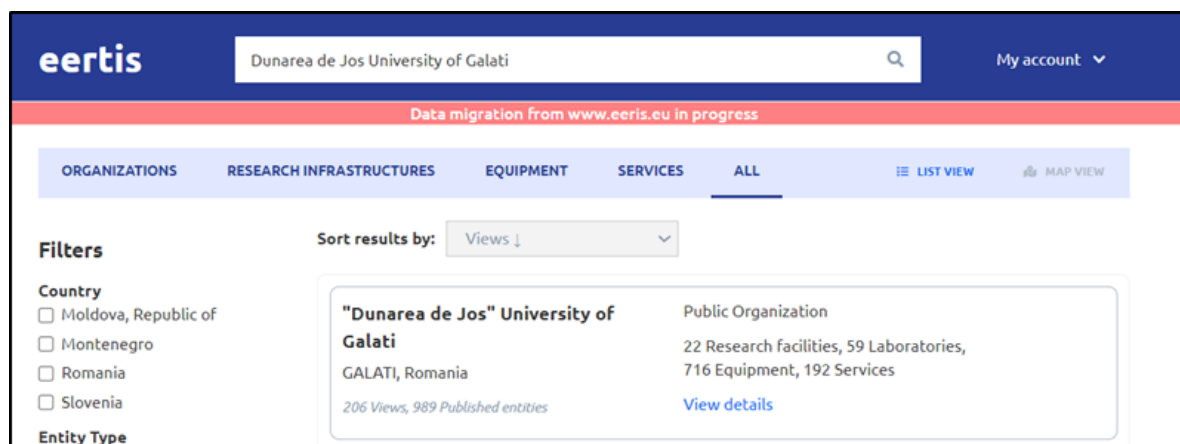 eertis
Dunarea de Jos University of Galati
My account
Data migration from www.eeris.eu in progress
ORGANIZATIONS
RESEARCH INFRASTRUCTURES
EQUIPMENT
SERVICES
ALL
LIST VIEW
MAP VIEW
Filters
Country
Moldova, Republic of
Montenegro
Romania
Slovenia
Entity Type
Sort results by:
Views ↓
"Dunarea de Jos" University of
Galati
GALATI, Romania
206 Views, 989 Published entities
Public Organization
22 Research facilities, 59 Laboratories,
716 Equipment, 192 Services
View details